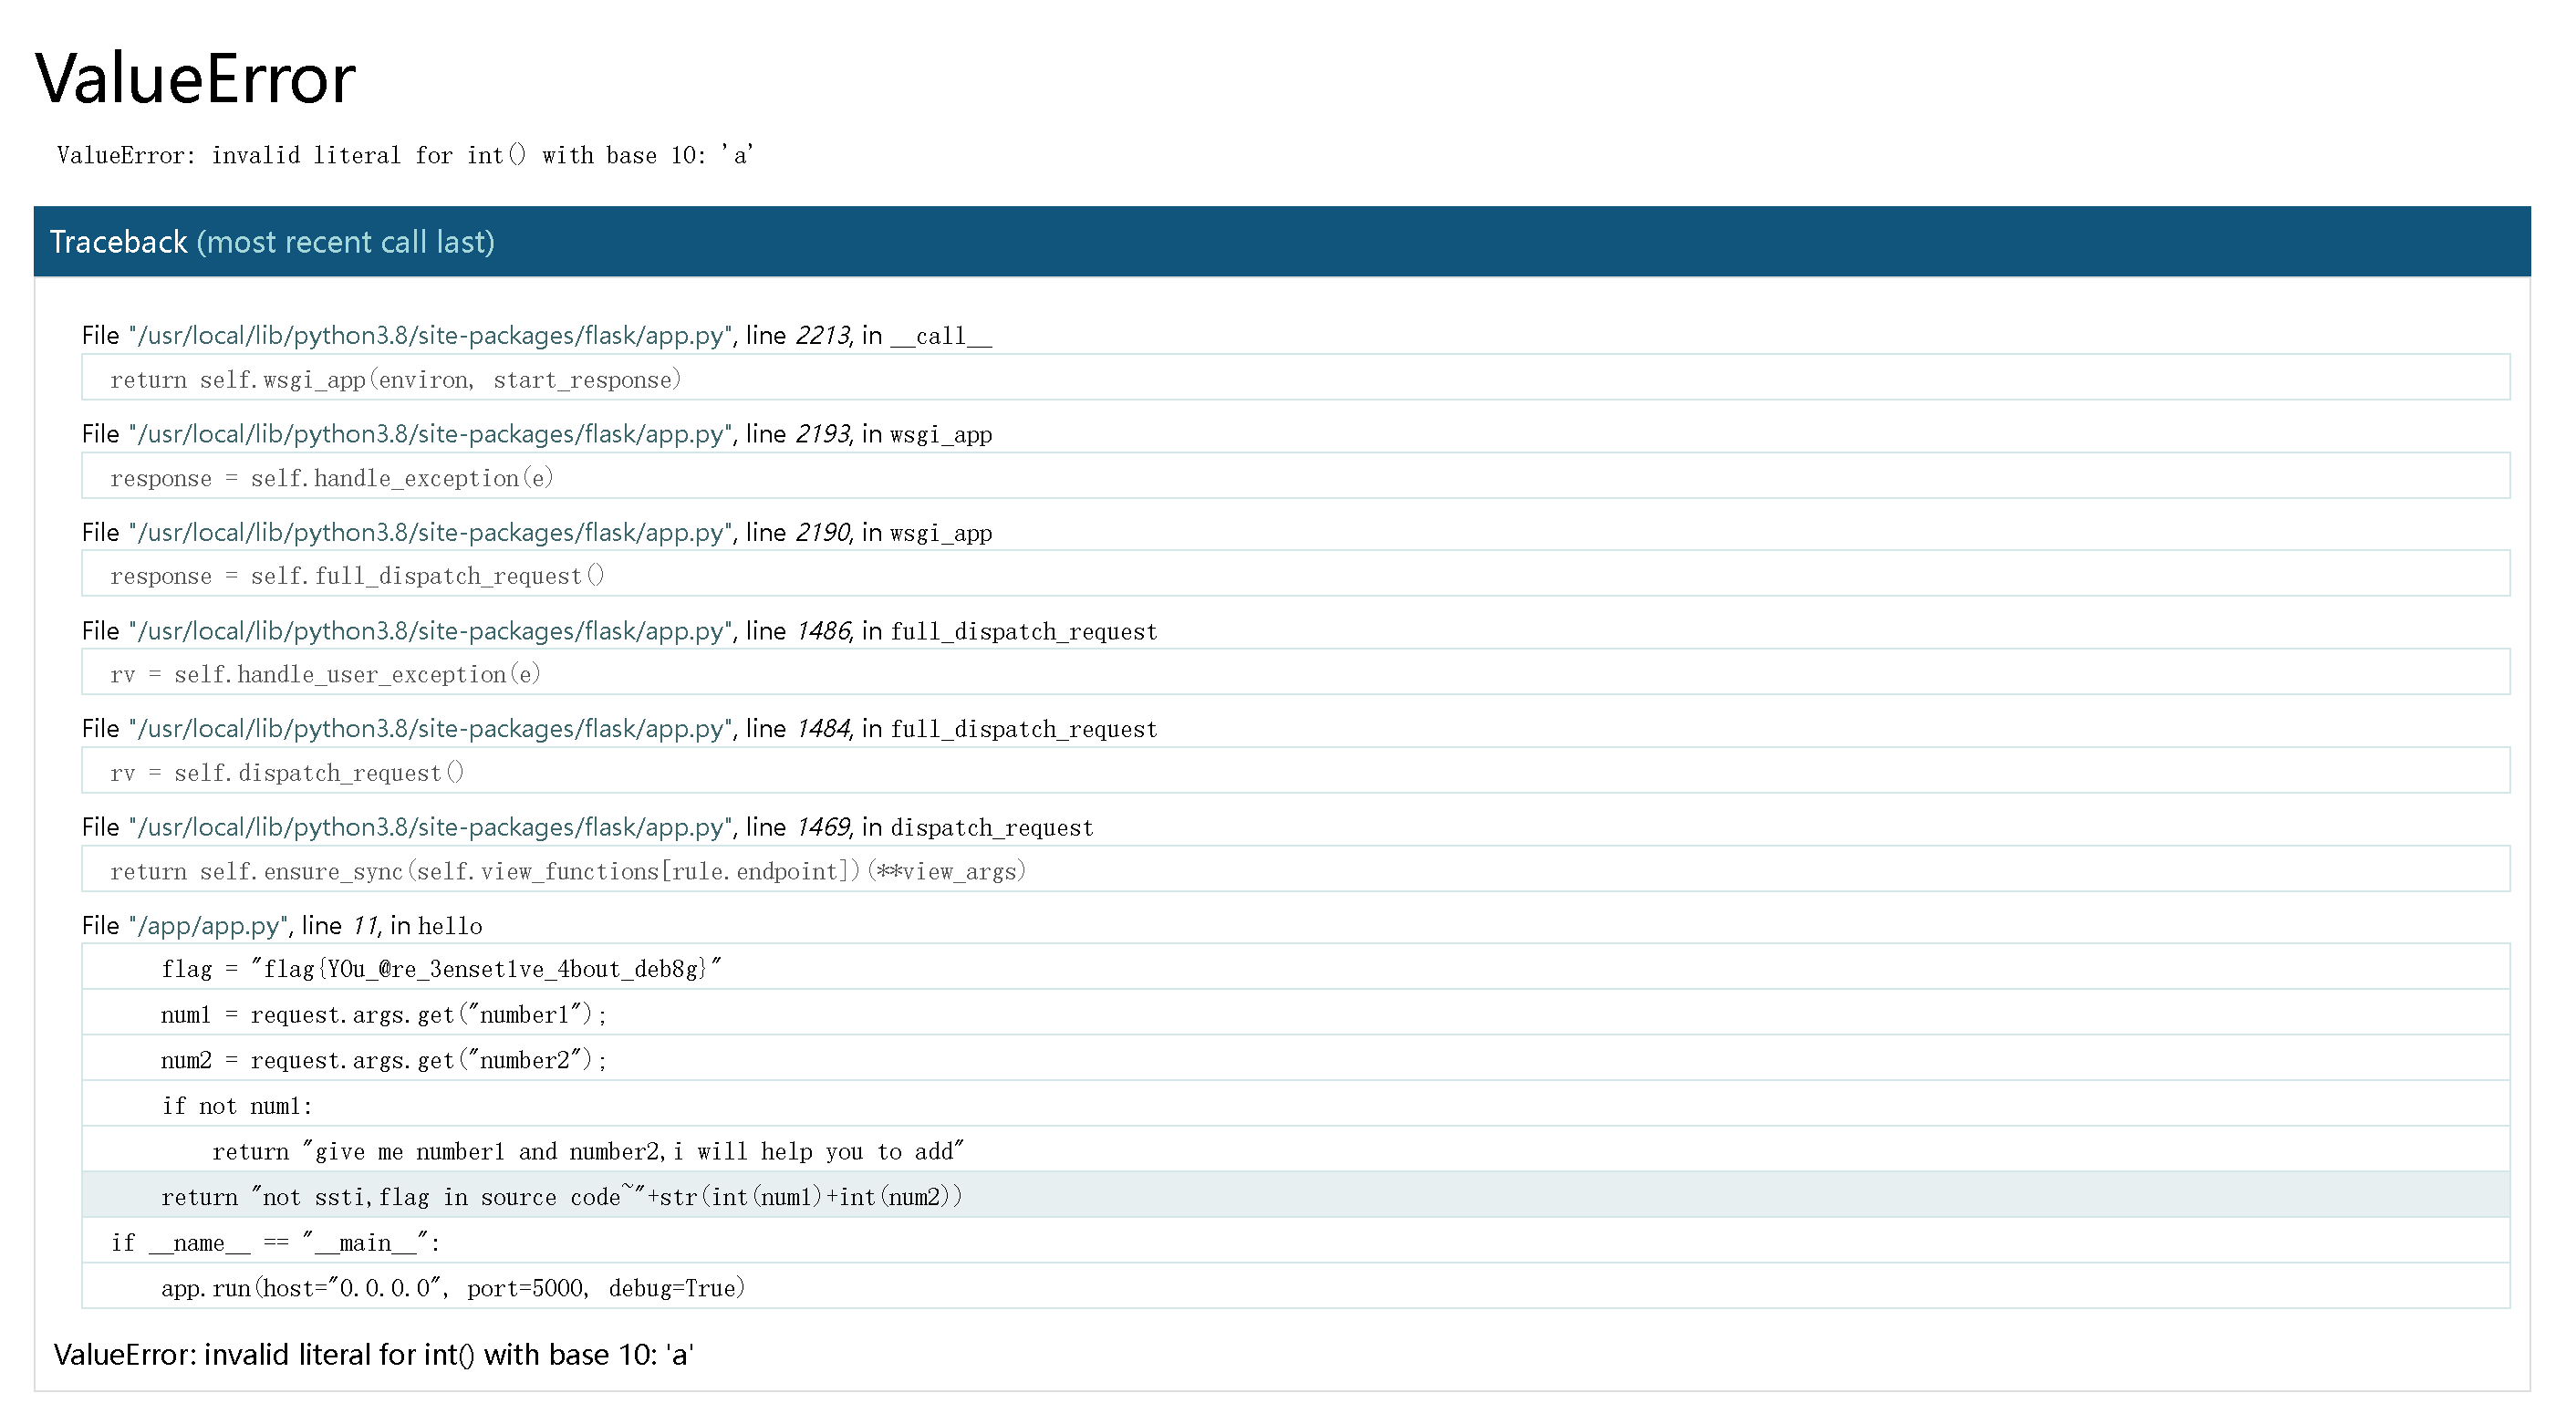 ValueError
ValueError: invalid literal for int() with base 10: 'a'
Traceback (most recent call last)
File "/usr/local/lib/python3.8/site-packages/flask/app.py", line 2213, in __call__
return self.wsgi_app(environ, start_response)
File "/usr/local/lib/python3.8/site-packages/flask/app.py", line 2193, in wsgi_app
response = self.handle_exception(e)
File "/usr/local/lib/python3.8/site-packages/flask/app.py", line 2190, in wsgi_app
response = self.full_dispatch_request()
File "/usr/local/lib/python3.8/site-packages/flask/app.py", line 1486, in full_dispatch_request
rv = self.handle_user_exception(e)
File "/usr/local/lib/python3.8/site-packages/flask/app.py", line 1484, in full_dispatch_request
rv = self.dispatch_request()
File "/usr/local/lib/python3.8/site-packages/flask/app.py", line 1469, in dispatch_request
return self.ensure_sync(self.view_functions[rule.endpoint])(**view_args)
File "/app/app.py", line 11, in hello
flag = "flag{Y0u_@re_3enset1ve_4bout_deb8g}"
num1 = request.args.get("number1");
num2 = request.args.get("number2");
if not num1:
return "give me number1 and number2,i will help you to add"
return "not ssti,flag in source code~"+str(int(num1)+int(num2))
if __name__ == "__main__":
app.run(host="0.0.0.0", port=5000, debug=True)
ValueError: invalid literal for int() with base 10: 'a'